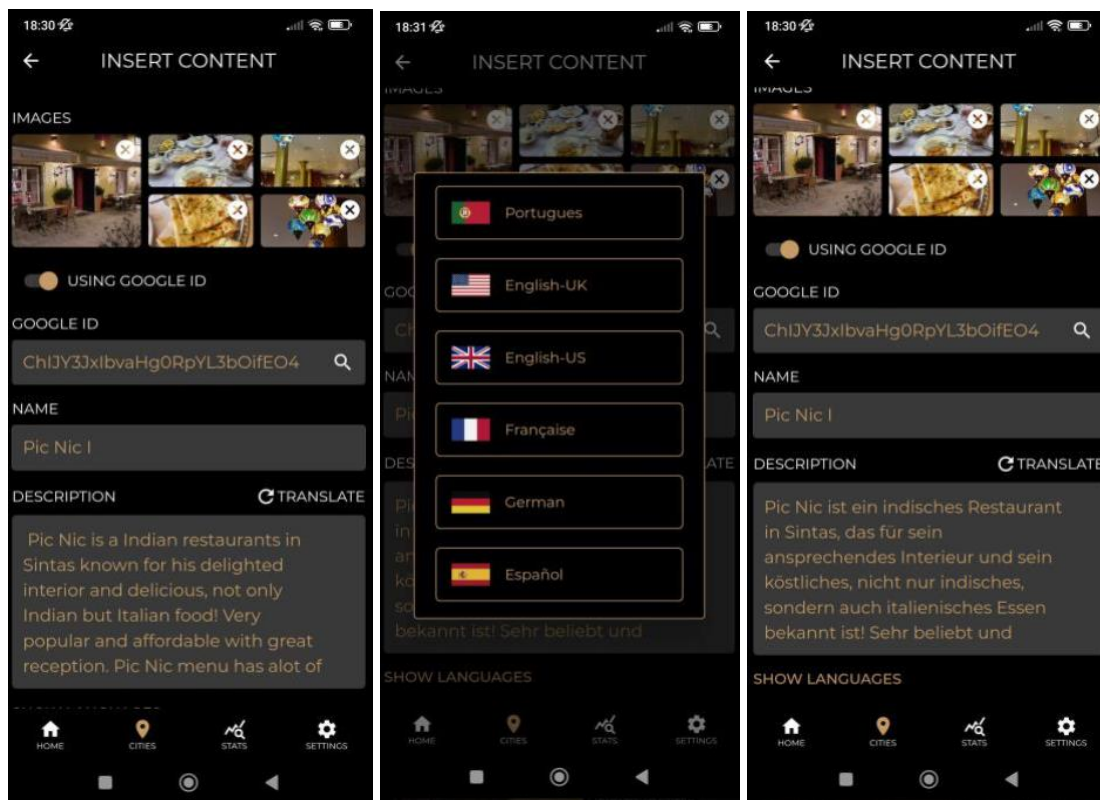 18:30
INSERT CONTENT
IMAGES
USING GOOGLE ID
GOOGLE ID
ChIJY3JxIbvaHg0RpYL3bOifEO4
NAME
Pic Nic I
DESCRIPTION
TRANSLATE
Pic Nic is a Indian restaurants in
Sintas known for his delighted
interior and delicious, not only
Indian but Italian food! Very
popular and affordable with great
reception. Pic Nic menu has alot of
HOME
CITIES
STATS
SETTINGS
18:31
INSERT CONTENT
IMAGES
Portugues
English-UK
English-US
Française
German
Español
bekannt ist! Sehr beliebt und
SHOW LANGUAGES
HOME
CITIES
STATS
SETTINGS
18:30
INSERT CONTENT
IMAGES
USING GOOGLE ID
GOOGLE ID
ChIJY3JxIbvaHg0RpYL3bOifEO4
NAME
Pic Nic I
DESCRIPTION
TRANSLATE
Pic Nic ist ein indisches Restaurant
in Sintas, das für sein
ansprechendes Interieur und sein
köstliches, nicht nur indisches,
sondern auch italienisches Essen
bekannt ist! Sehr beliebt und
SHOW LANGUAGES
HOME
CITIES
STATS
SETTINGS